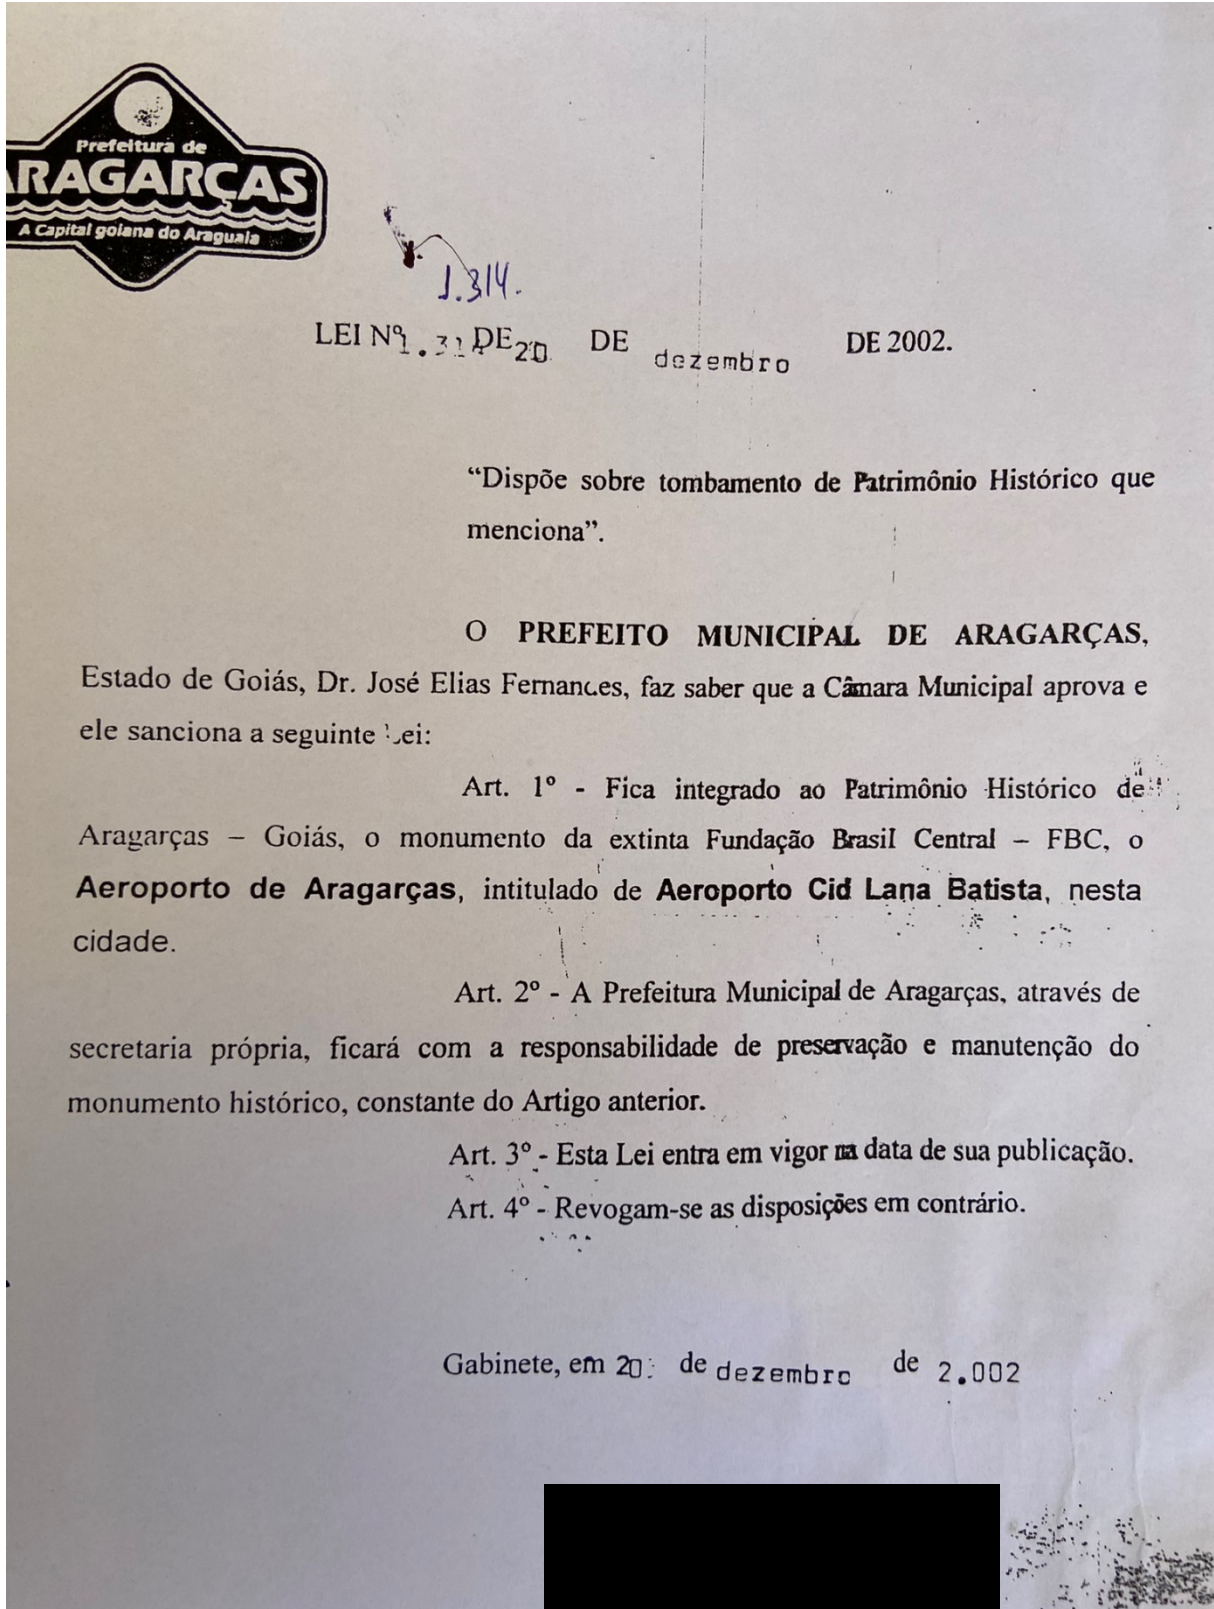 Prefeitura de
ARAGARÇAS
A Capital goiana do Araguaia
1.314.
LEI Nº 1.31 DE 20 DE dezembro DE 2002.
“Dispõe sobre tombamento de Patrimônio Histórico que
menciona”.
O PREFEITO MUNICIPAL DE ARAGARÇAS,
Estado de Goiás, Dr. José Elias Fernandes, faz saber que a Câmara Municipal aprova e
ele sanciona a seguinte Lei:
Art. 1º - Fica integrado ao Patrimônio Histórico de
Aragarças – Goiás, o monumento da extinta Fundação Brasil Central – FBC, o
Aeroporto de Aragarças, intitulado de Aeroporto Cid Lana Batista, nesta
cidade.
Art. 2º - A Prefeitura Municipal de Aragarças, através de
secretaria própria, ficará com a responsabilidade de preservação e manutenção do
monumento histórico, constante do Artigo anterior.
Art. 3º - Esta Lei entra em vigor na data de sua publicação.
Art. 4º - Revogam-se as disposições em contrário.
Gabinete, em 20 de dezembro de 2.002